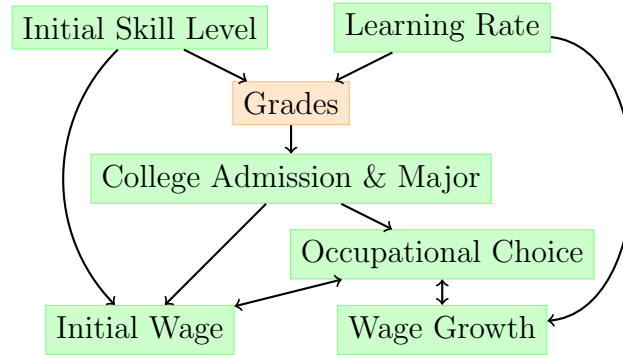 Initial Skill Level
Learning Rate
Grades
College Admission & Major
Occupational Choice
Initial Wage
Wage Growth